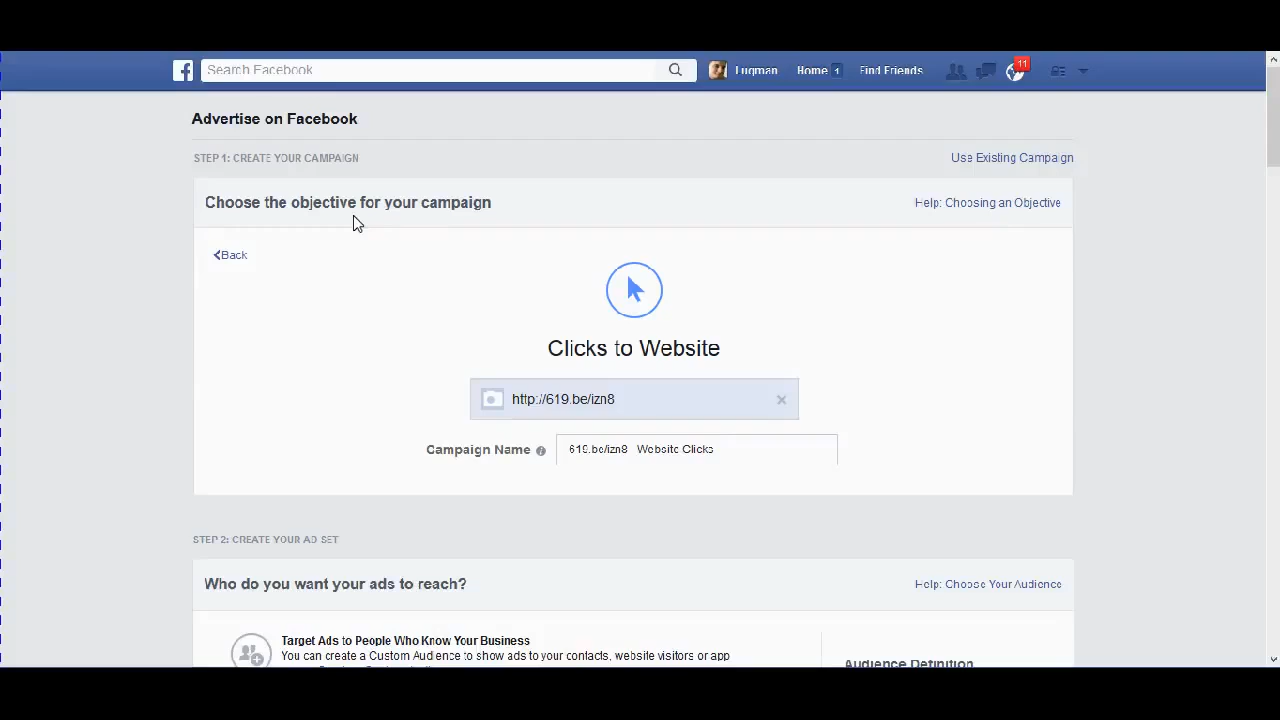 Search Facebook
Luqman
Home 1
Find Friends
11
Advertise on Facebook
STEP 1: CREATE YOUR CAMPAIGN
Use Existing Campaign
Choose the objective for your campaign
Help: Choosing an Objective
Back
Clicks to Website
http://619.be/izn8
Campaign Name
619.be/izn8 Website Clicks
STEP 2: CREATE YOUR AD SET
Who do you want your ads to reach?
Help: Choose Your Audience
Target Ads to People Who Know Your Business
You can create a Custom Audience to show ads to your contacts, website visitors or app
Audience Definition